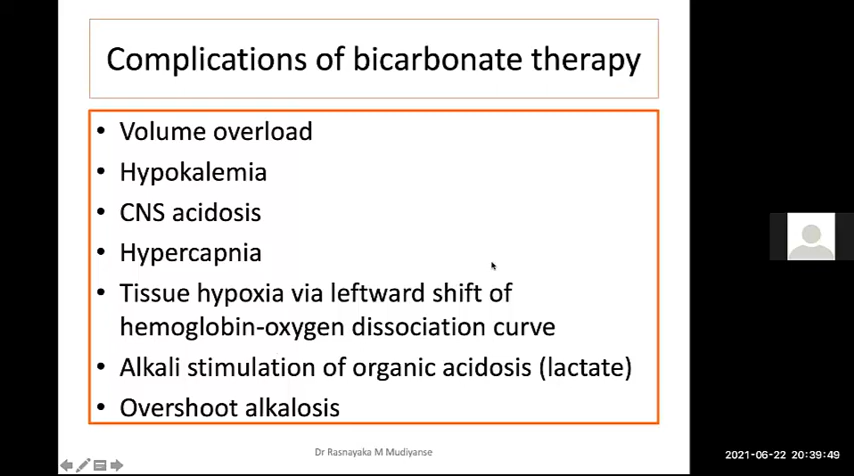 Complications of bicarbonate therapy
• Volume overload
• Hypokalemia
• CNS acidosis
• Hypercapnia
• Tissue hypoxia via leftward shift of
hemoglobin-oxygen dissociation curve
• Alkali stimulation of organic acidosis (lactate)
• Overshoot alkalosis
Dr Rasnayaka M Mudiyanse
2021-06-22 20:39:49